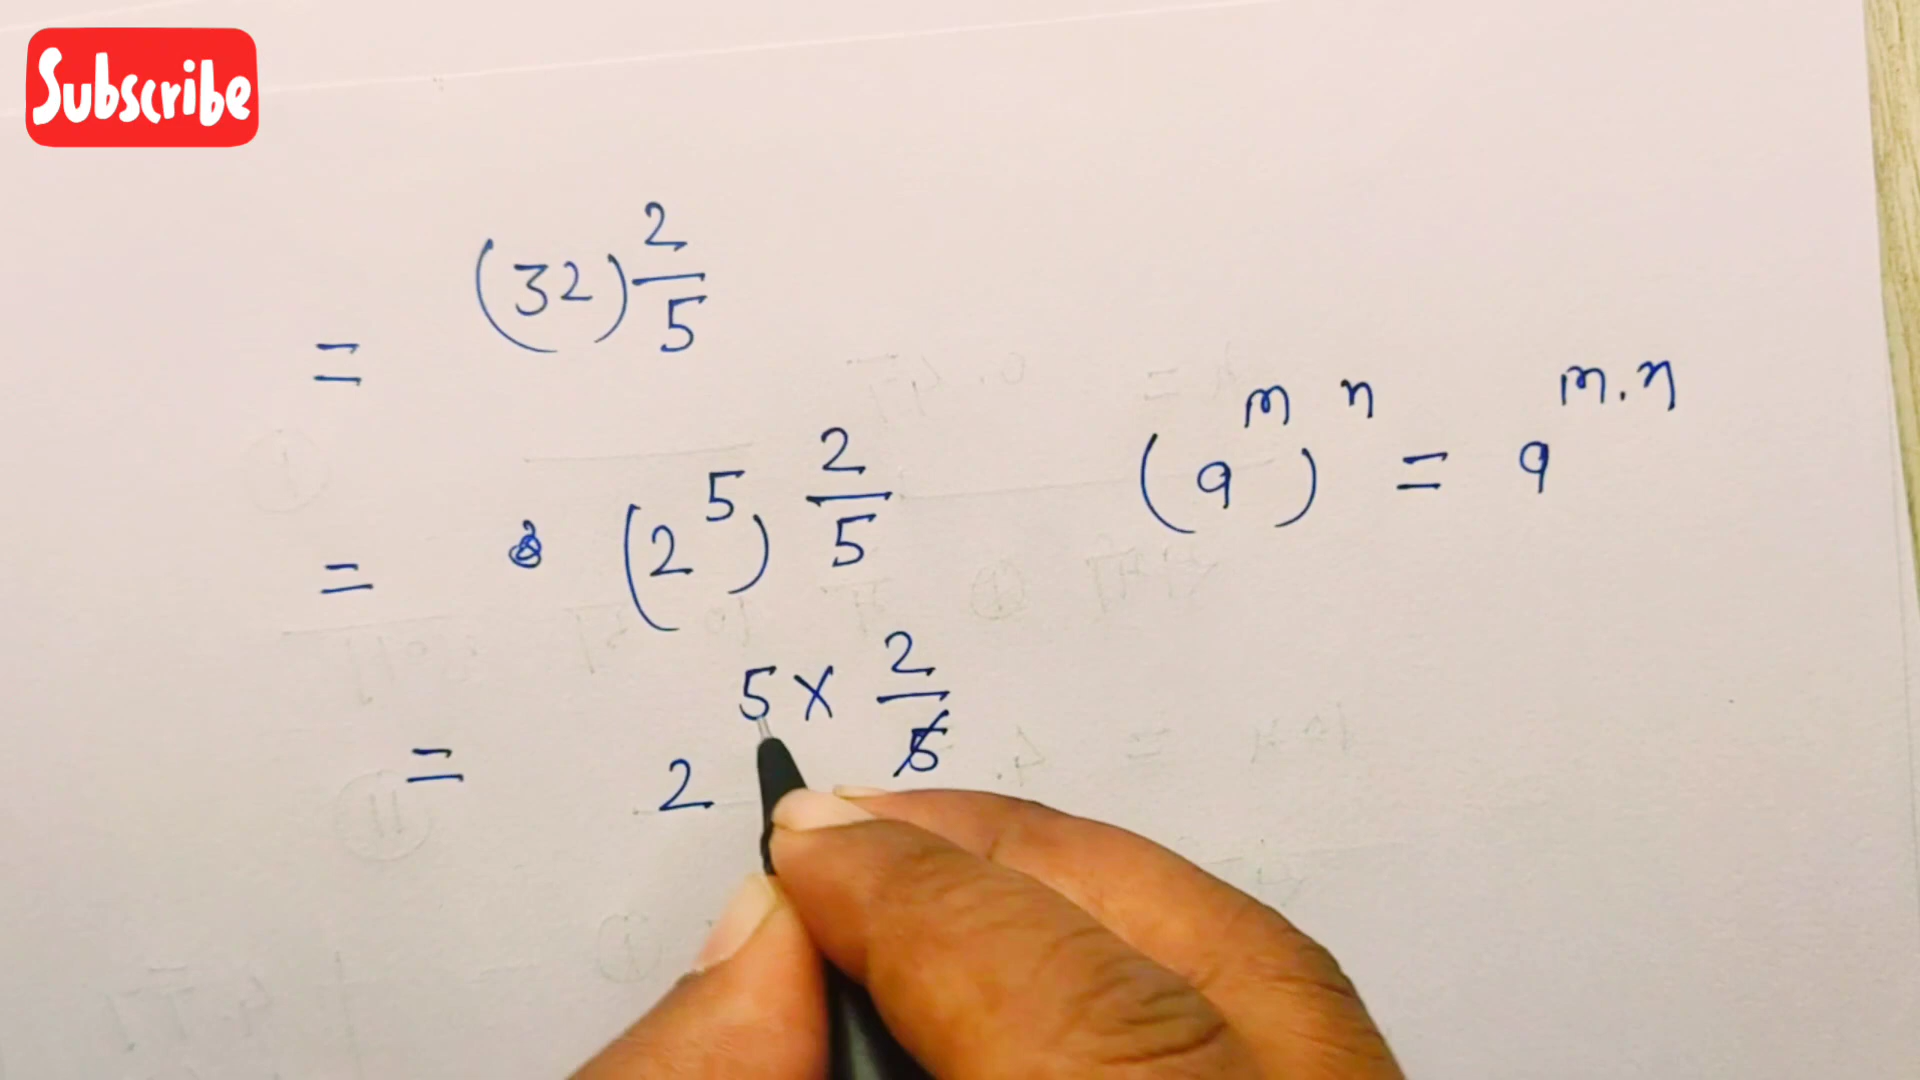 Subscribe
= (32)^(2/5)
= (2^5)^(2/5)
(a^m)^n = a^(m.n)
= 2^(5×2/5)